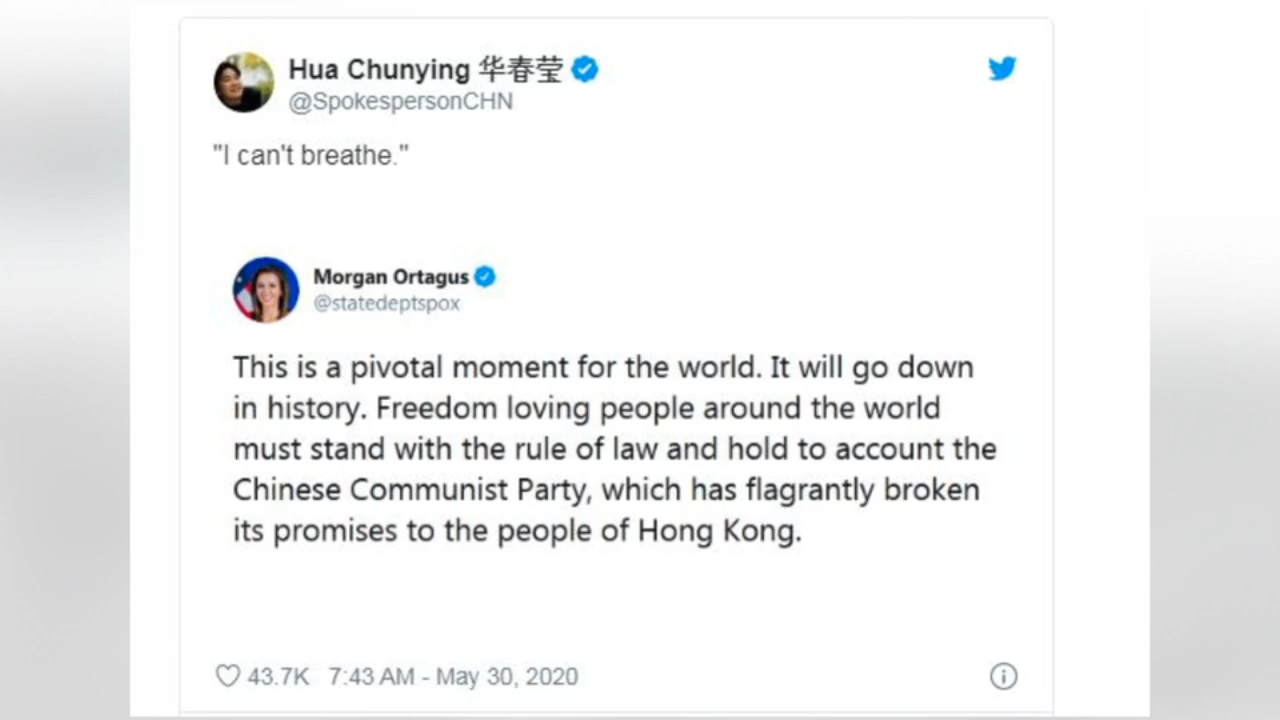 Hua Chunying 华春莹
@SpokespersonCHN
"I can't breathe."
Morgan Ortagus
@statedeptspox
This is a pivotal moment for the world. It will go down
in history. Freedom loving people around the world
must stand with the rule of law and hold to account the
Chinese Communist Party, which has flagrantly broken
its promises to the people of Hong Kong.
43.7K 7:43 AM - May 30, 2020